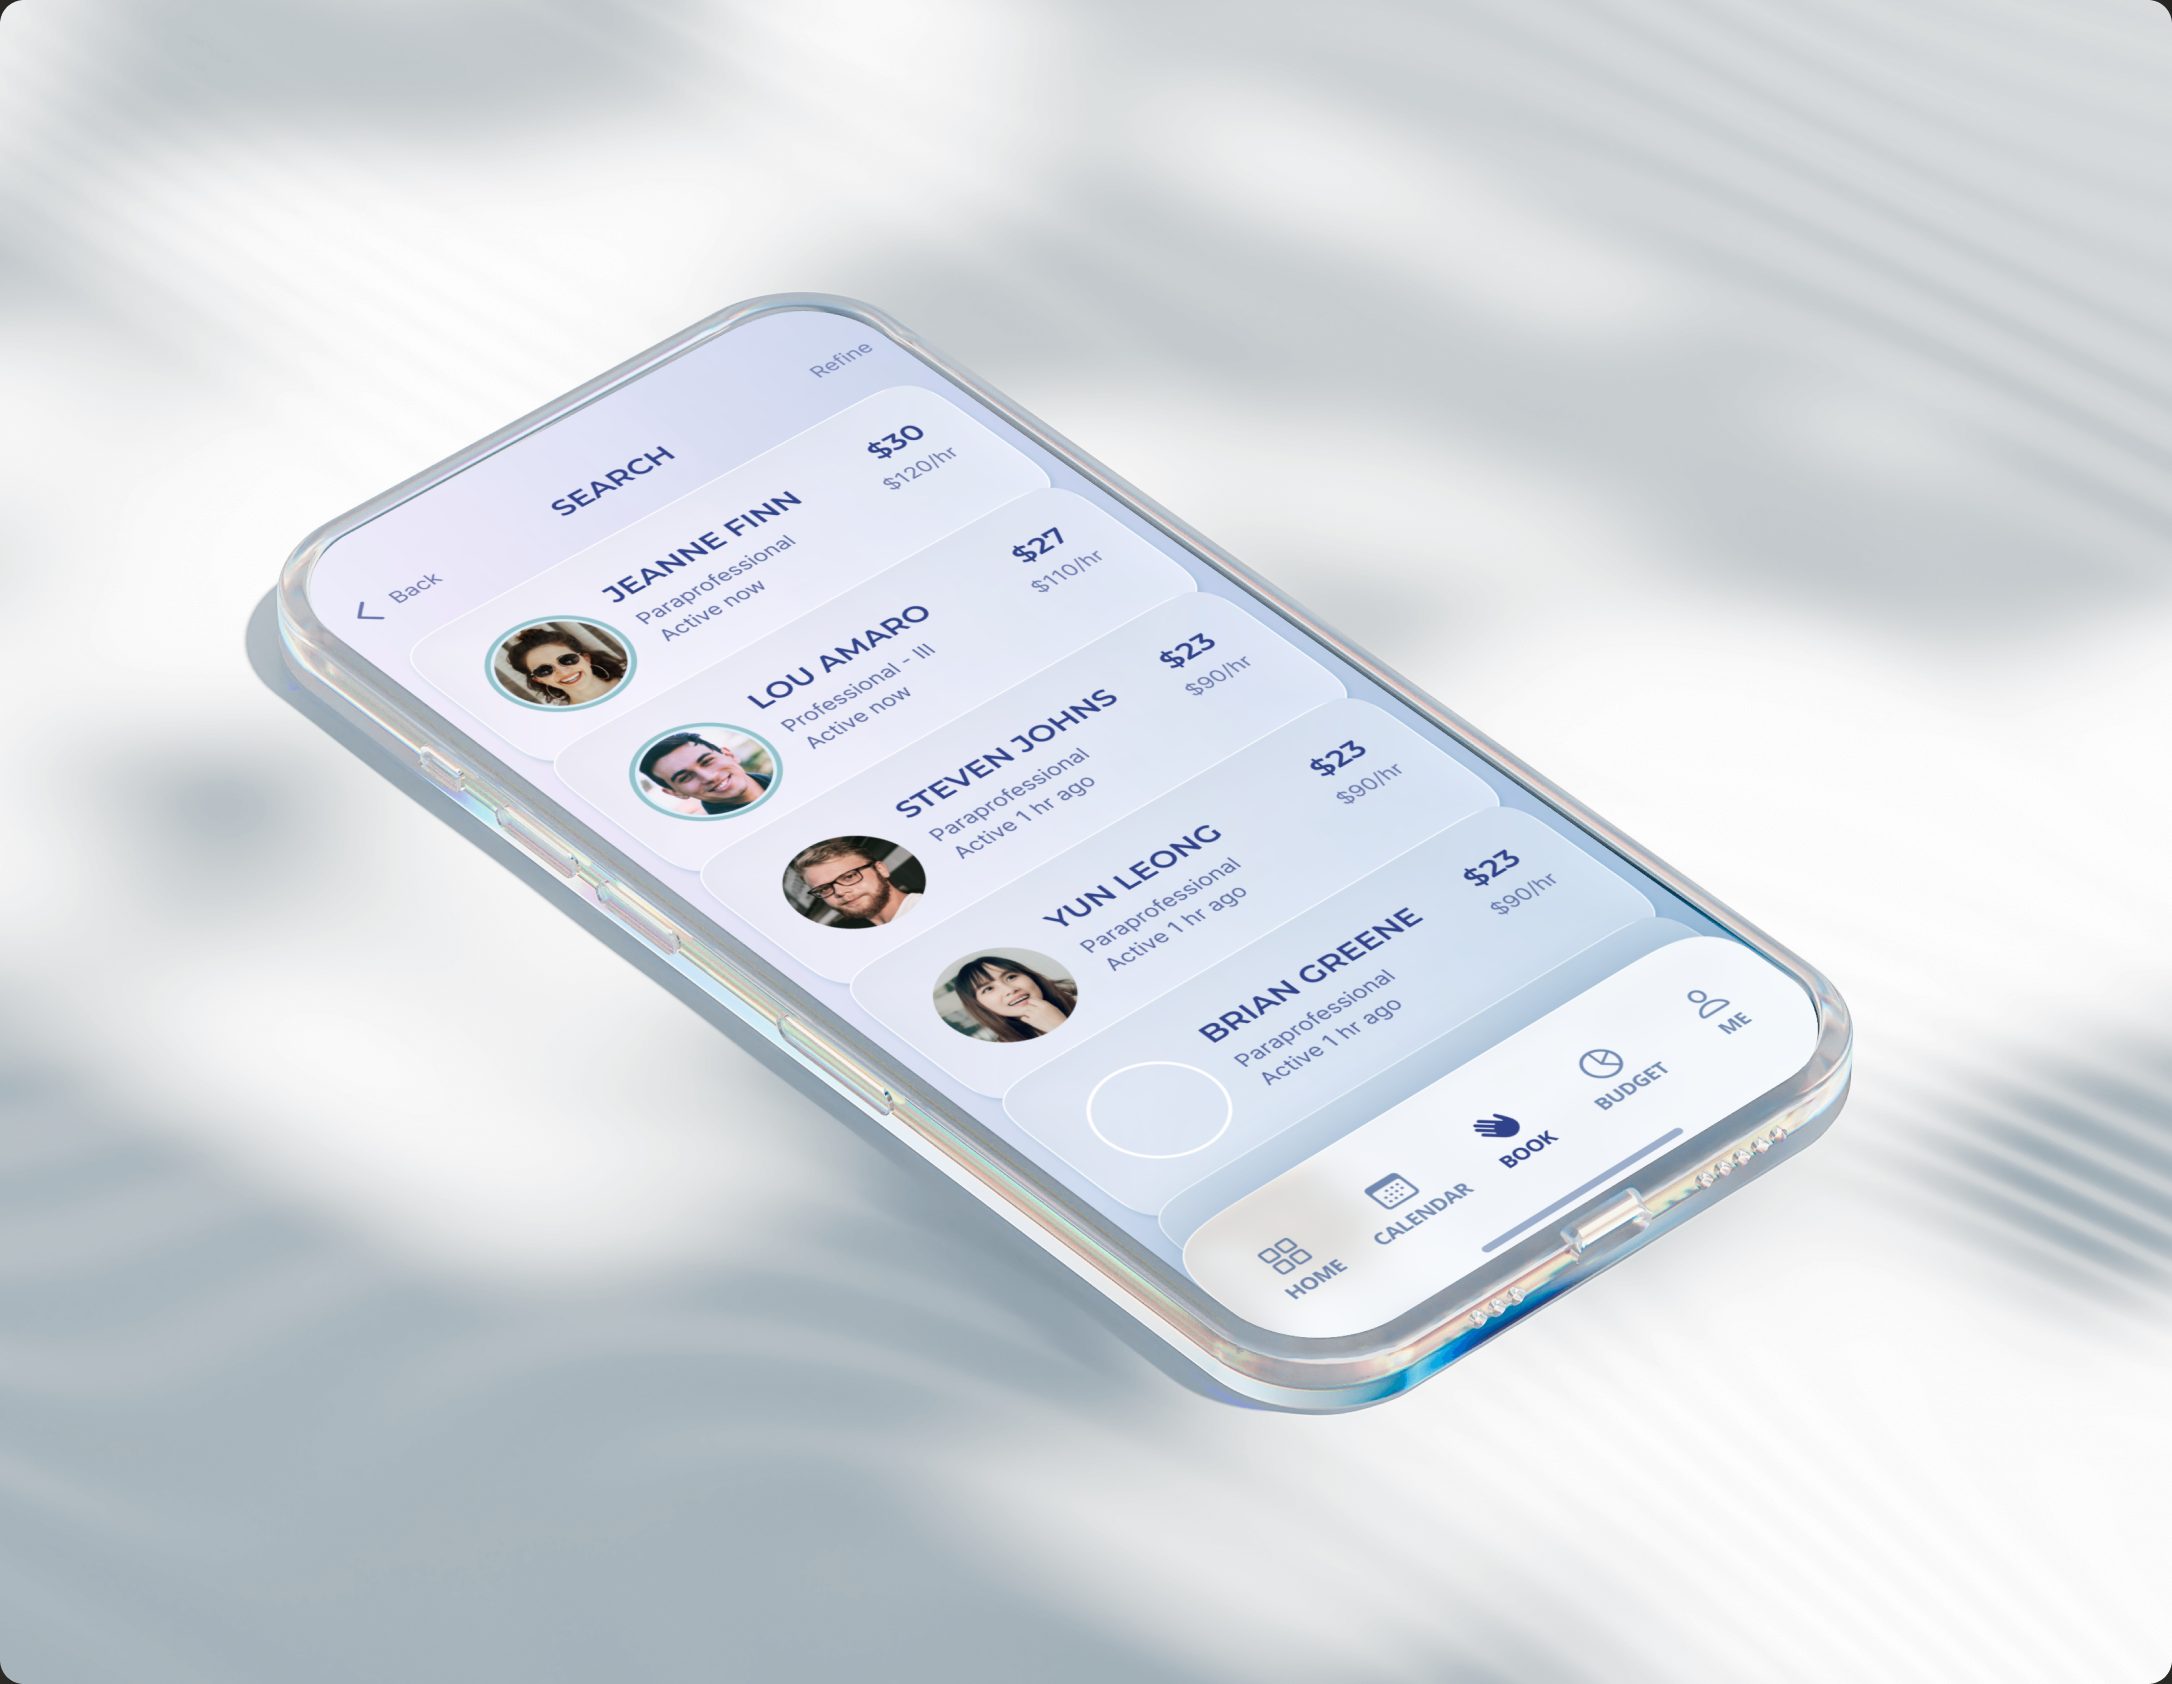 Back
SEARCH
Refine
JEANNE FINN
Paraprofessional
Active now
$30
$120/hr
LOU AMARO
Professional - III
Active now
$27
$110/hr
STEVEN JOHNS
Paraprofessional
Active 1 hr ago
$23
$90/hr
YUN LEONG
Paraprofessional
Active 1 hr ago
$23
$90/hr
BRIAN GREENE
Paraprofessional
Active 1 hr ago
$23
$90/hr
HOME
CALENDAR
BOOK
BUDGET
ME